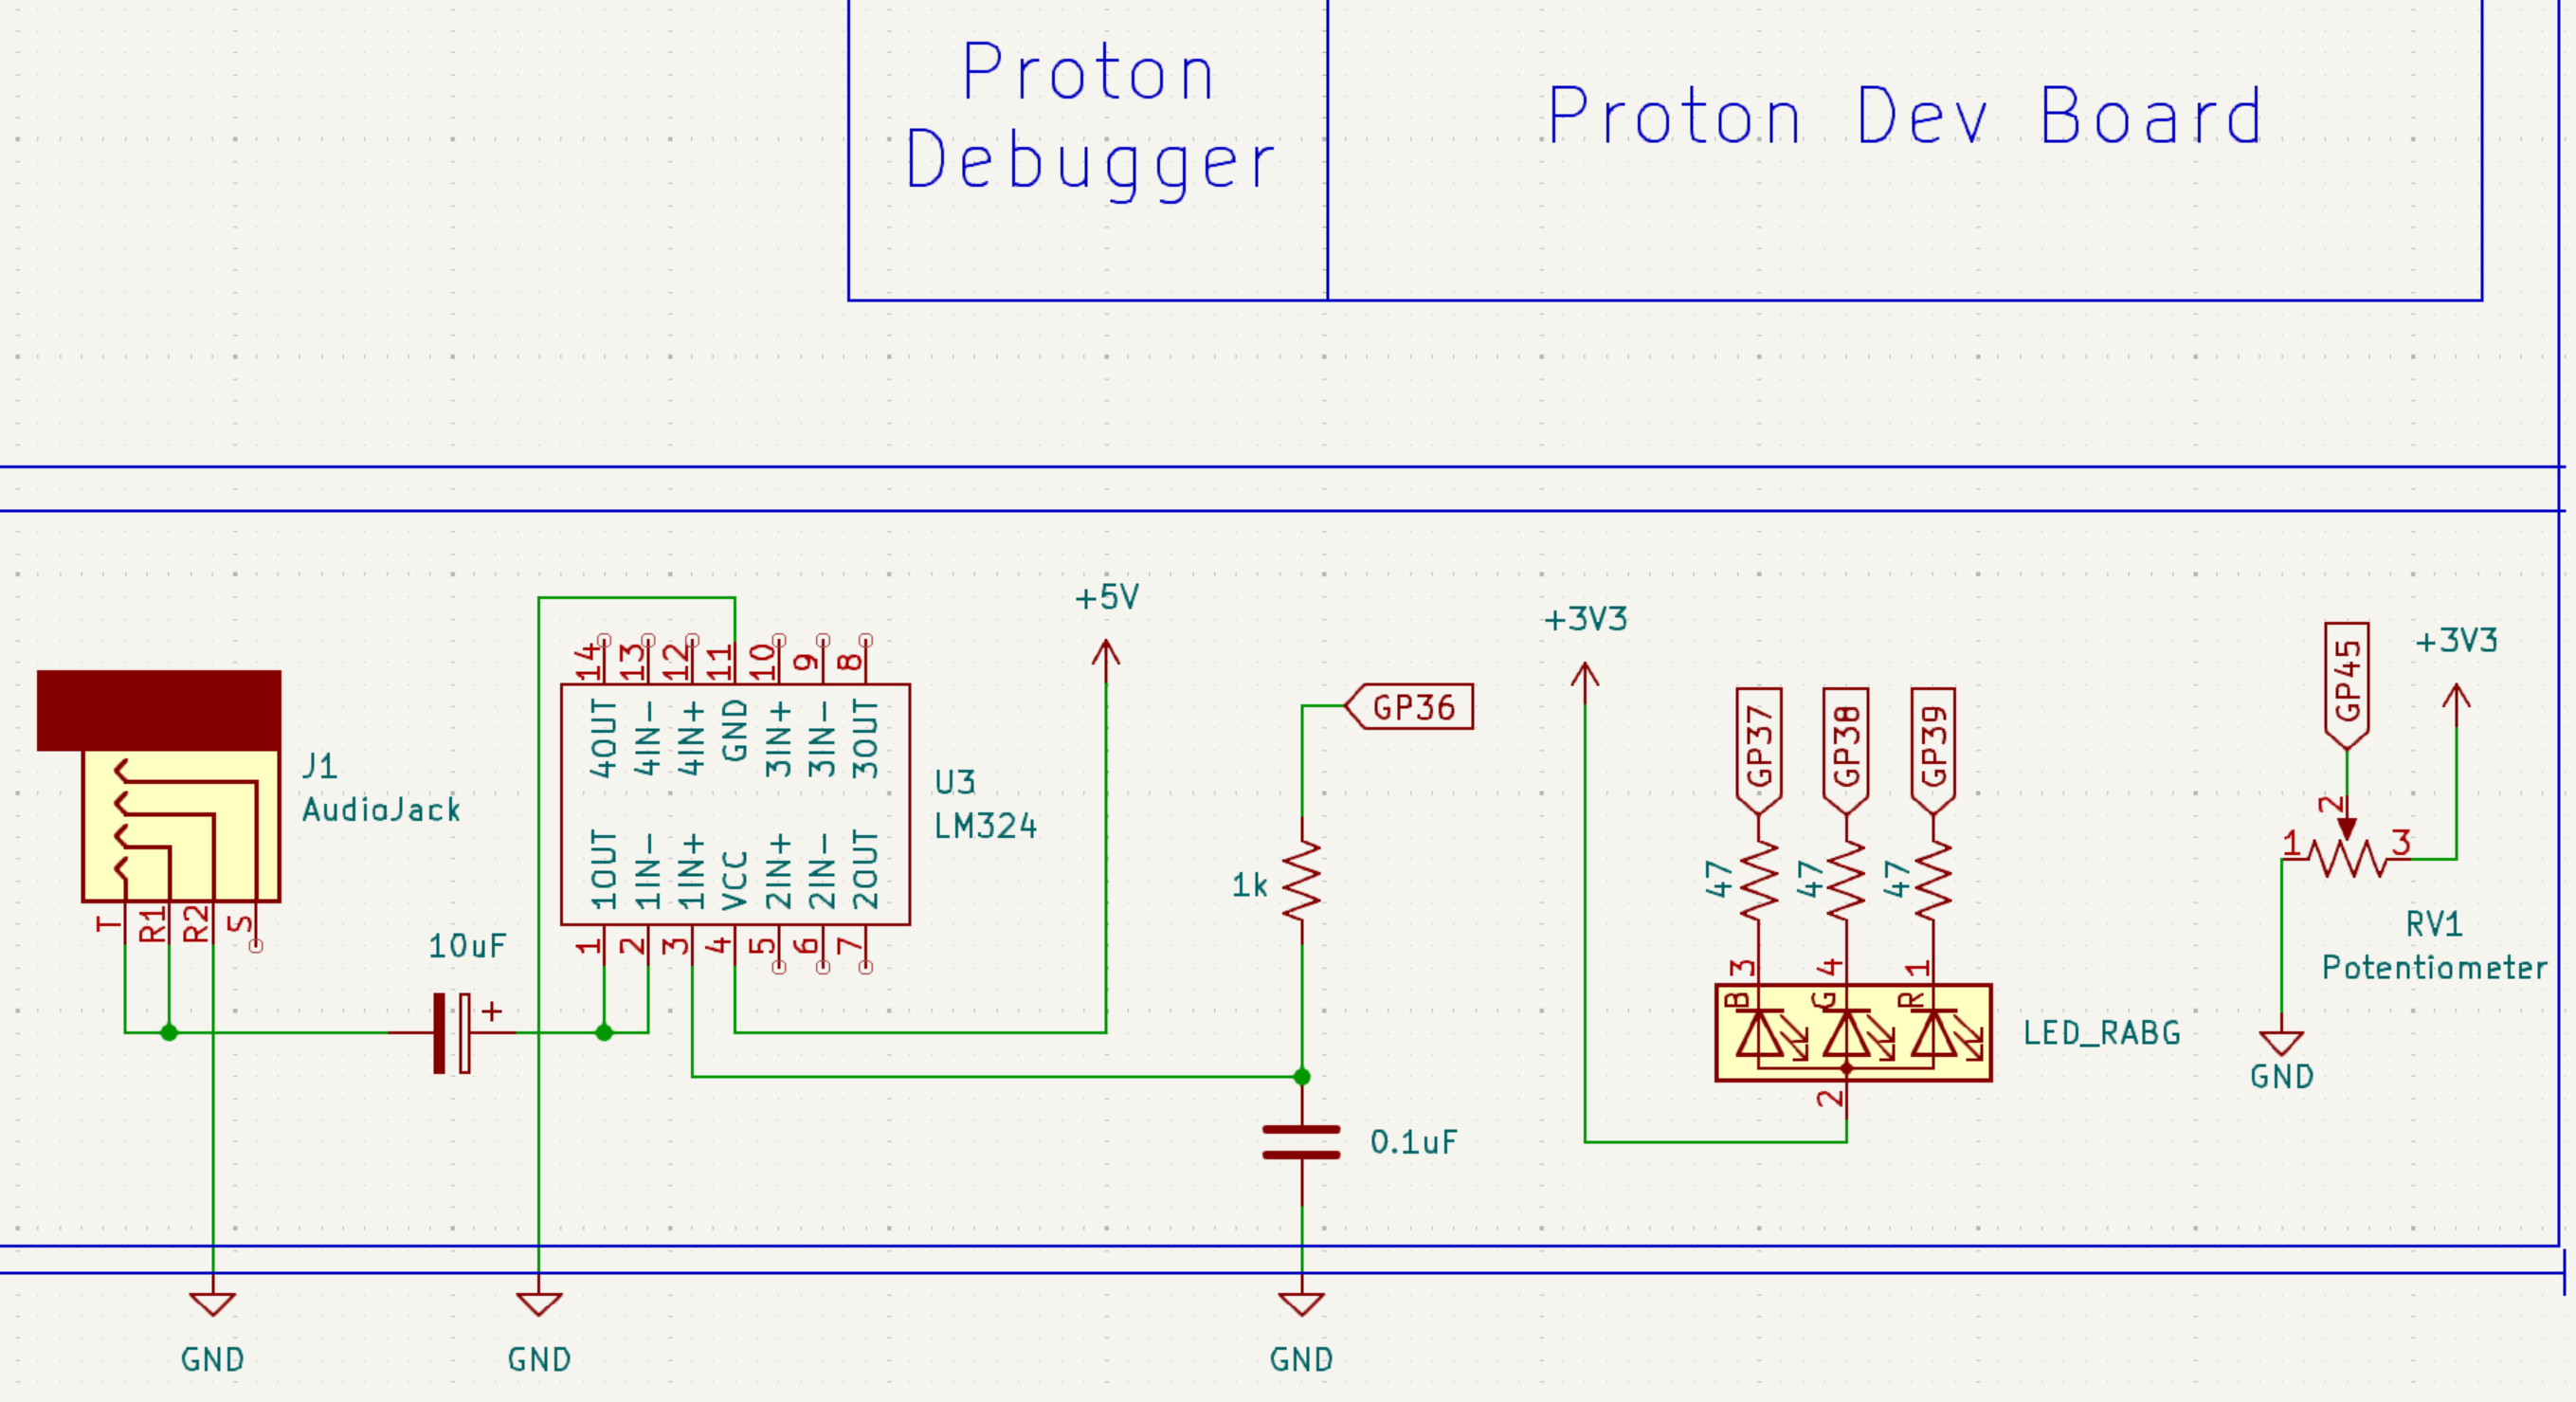 Proton
Debugger
Proton Dev Board
+5V
+3V3
+3V3
14
13
12
11
10
9
8
4OUT
4IN-
4IN+
GND
3IN+
3IN-
3OUT
1OUT
1IN-
1IN+
VCC
2IN+
2IN-
2OUT
1
2
3
4
5
6
7
U3
LM324
J1
AudioJack
T
R1
R2
S
10uF
+
GP36
1k
0.1uF
GP37
GP38
GP39
47
47
47
3
4
1
B
G
R
2
LED_RABG
GP45
2
1
3
RV1
Potentiometer
GND
GND
GND
GND